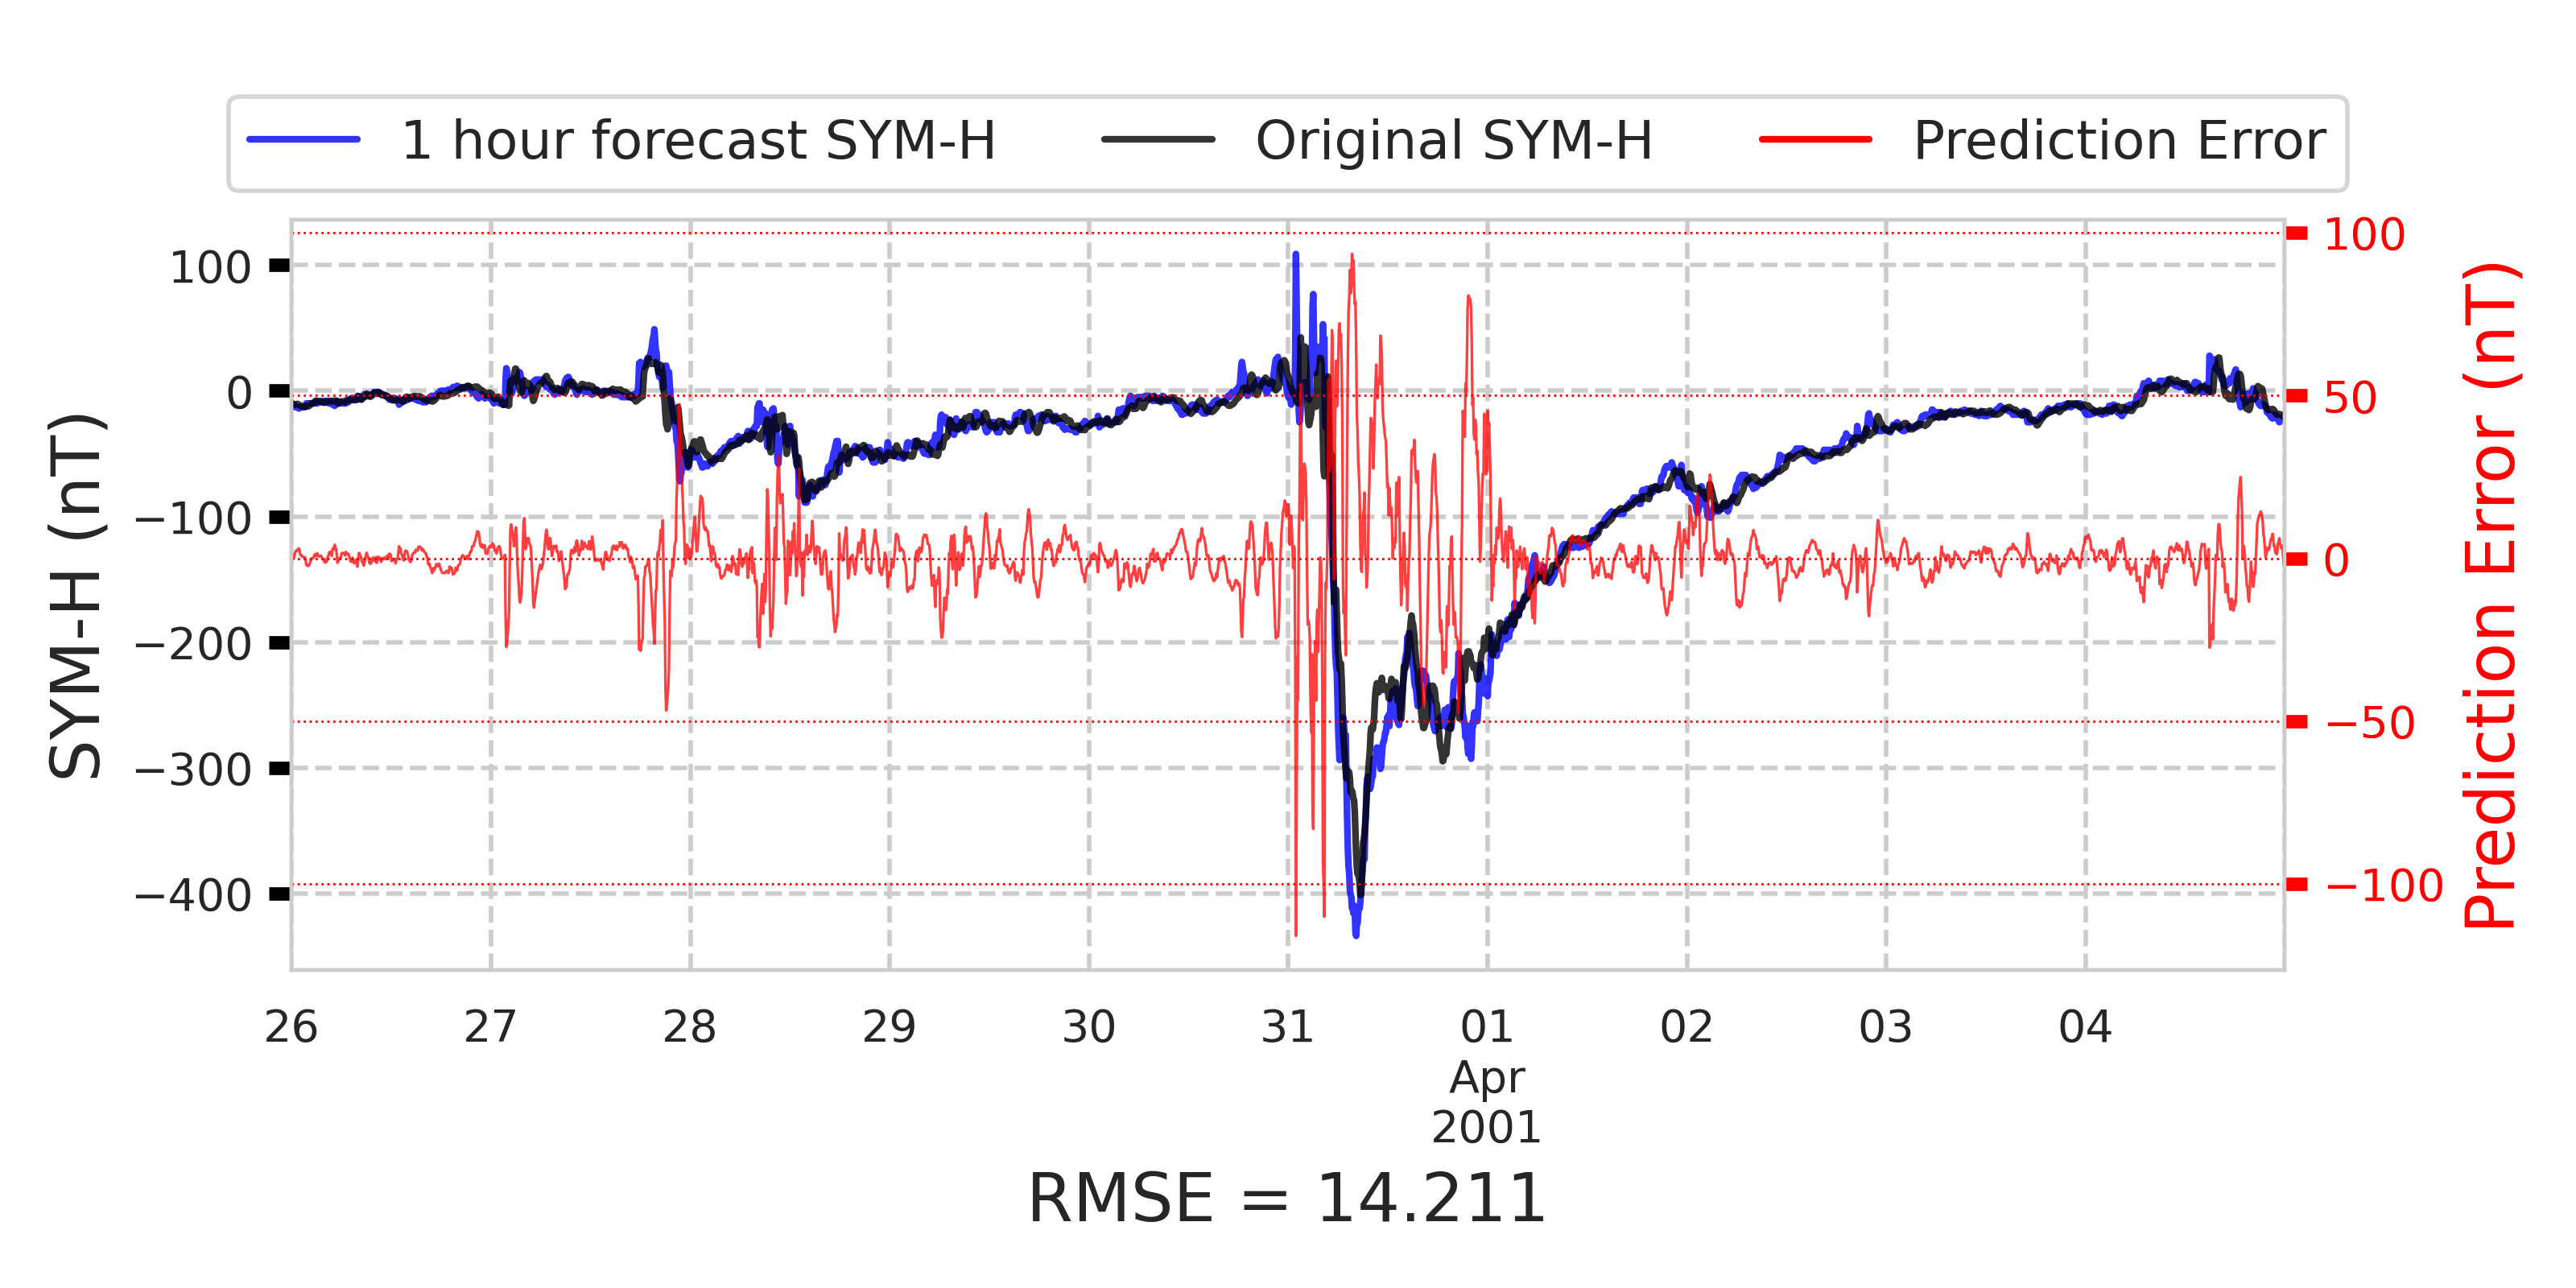 1 hour forecast SYM-H Original SYM-H Prediction Error
SYM-H (nT)
100
0
−100
−200
−300
−400
100
50
0
−50
−100
Prediction Error (nT)
26 27 28 29 30 31 01 02 03 04
Apr
2001
RMSE = 14.211